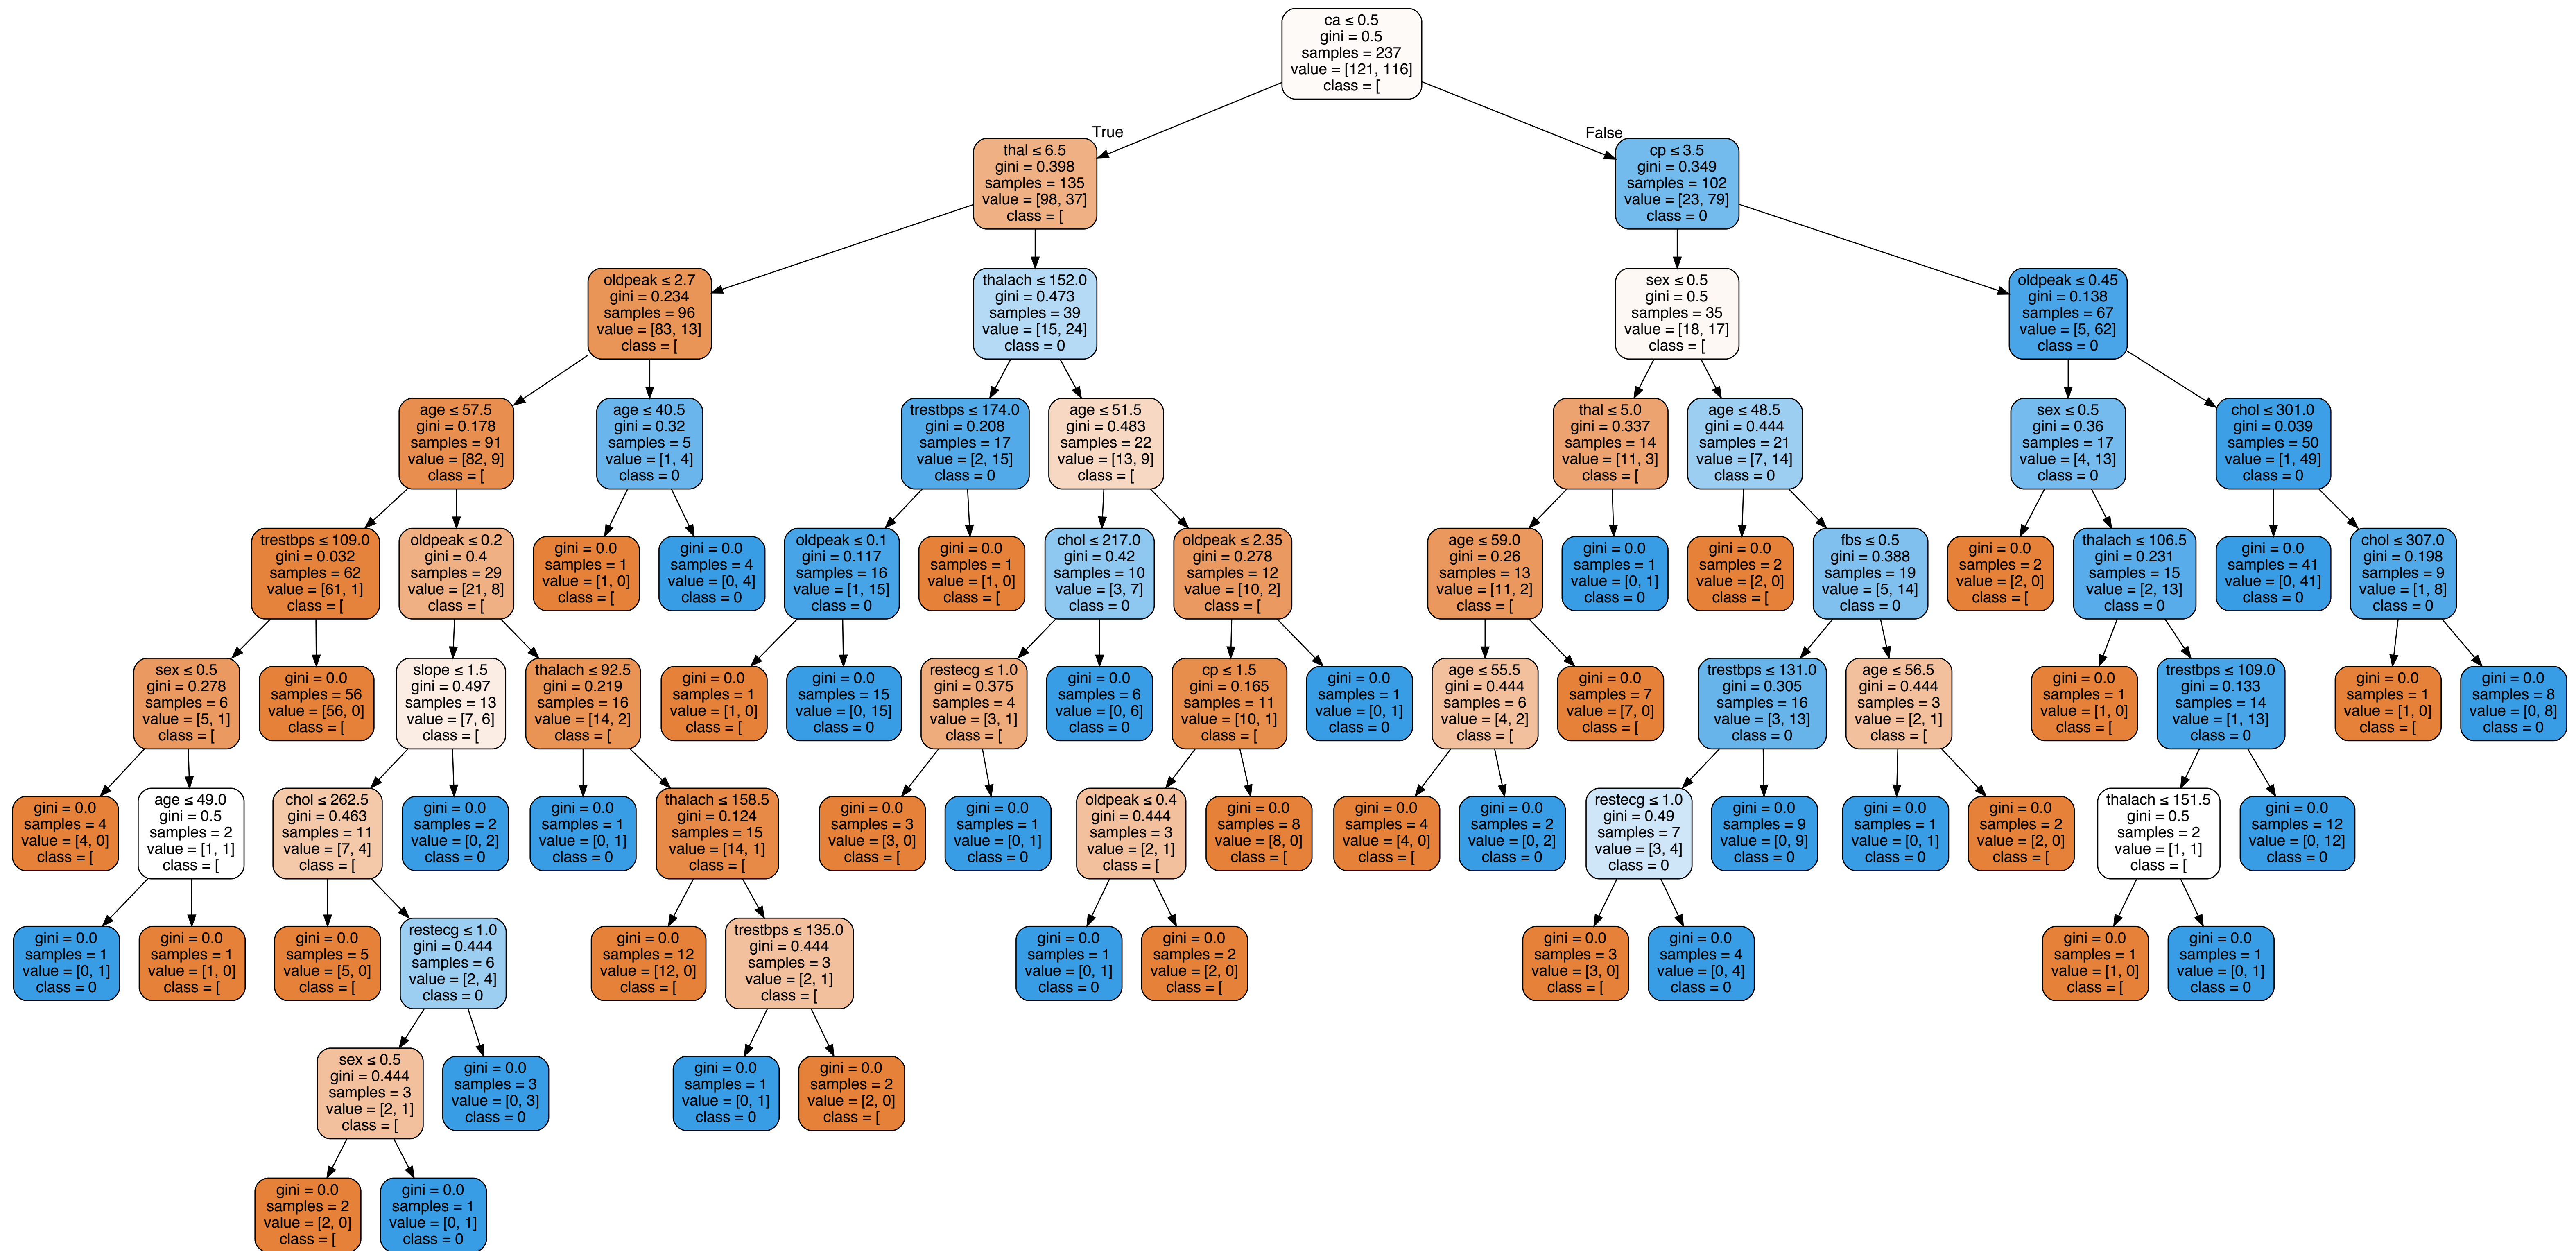 ca ≤ 0.5
gini = 0.5
samples = 237
value = [121, 116]
class = [
True
False
thal ≤ 6.5
gini = 0.398
samples = 135
value = [98, 37]
class = [
cp ≤ 3.5
gini = 0.349
samples = 102
value = [23, 79]
class = 0
oldpeak ≤ 2.7
gini = 0.234
samples = 96
value = [83, 13]
class = [
thalach ≤ 152.0
gini = 0.473
samples = 39
value = [15, 24]
class = 0
sex ≤ 0.5
gini = 0.5
samples = 35
value = [18, 17]
class = [
oldpeak ≤ 0.45
gini = 0.138
samples = 67
value = [5, 62]
class = 0
age ≤ 57.5
gini = 0.178
samples = 91
value = [82, 9]
class = [
age ≤ 40.5
gini = 0.32
samples = 5
value = [1, 4]
class = 0
trestbps ≤ 174.0
gini = 0.208
samples = 17
value = [2, 15]
class = 0
age ≤ 51.5
gini = 0.483
samples = 22
value = [13, 9]
class = [
thal ≤ 5.0
gini = 0.337
samples = 14
value = [11, 3]
class = [
age ≤ 48.5
gini = 0.444
samples = 21
value = [7, 14]
class = 0
sex ≤ 0.5
gini = 0.36
samples = 17
value = [4, 13]
class = 0
chol ≤ 301.0
gini = 0.039
samples = 50
value = [1, 49]
class = 0
trestbps ≤ 109.0
gini = 0.032
samples = 62
value = [61, 1]
class = [
oldpeak ≤ 0.2
gini = 0.4
samples = 29
value = [21, 8]
class = [
gini = 0.0
samples = 1
value = [1, 0]
class = [
gini = 0.0
samples = 4
value = [0, 4]
class = 0
oldpeak ≤ 0.1
gini = 0.117
samples = 16
value = [1, 15]
class = 0
gini = 0.0
samples = 1
value = [1, 0]
class = [
chol ≤ 217.0
gini = 0.42
samples = 10
value = [3, 7]
class = 0
oldpeak ≤ 2.35
gini = 0.278
samples = 12
value = [10, 2]
class = [
age ≤ 59.0
gini = 0.26
samples = 13
value = [11, 2]
class = [
gini = 0.0
samples = 1
value = [0, 1]
class = 0
gini = 0.0
samples = 2
value = [2, 0]
class = [
fbs ≤ 0.5
gini = 0.388
samples = 19
value = [5, 14]
class = 0
gini = 0.0
samples = 2
value = [2, 0]
class = [
thalach ≤ 106.5
gini = 0.231
samples = 15
value = [2, 13]
class = 0
gini = 0.0
samples = 41
value = [0, 41]
class = 0
chol ≤ 307.0
gini = 0.198
samples = 9
value = [1, 8]
class = 0
sex ≤ 0.5
gini = 0.278
samples = 6
value = [5, 1]
class = [
gini = 0.0
samples = 56
value = [56, 0]
class = [
slope ≤ 1.5
gini = 0.497
samples = 13
value = [7, 6]
class = [
thalach ≤ 92.5
gini = 0.219
samples = 16
value = [14, 2]
class = [
gini = 0.0
samples = 1
value = [1, 0]
class = [
gini = 0.0
samples = 15
value = [0, 15]
class = 0
restecg ≤ 1.0
gini = 0.375
samples = 4
value = [3, 1]
class = [
gini = 0.0
samples = 6
value = [0, 6]
class = 0
cp ≤ 1.5
gini = 0.165
samples = 11
value = [10, 1]
class = [
gini = 0.0
samples = 1
value = [0, 1]
class = 0
age ≤ 55.5
gini = 0.444
samples = 6
value = [4, 2]
class = [
gini = 0.0
samples = 7
value = [7, 0]
class = [
trestbps ≤ 131.0
gini = 0.305
samples = 16
value = [3, 13]
class = 0
age ≤ 56.5
gini = 0.444
samples = 3
value = [2, 1]
class = [
gini = 0.0
samples = 1
value = [1, 0]
class = [
trestbps ≤ 109.0
gini = 0.133
samples = 14
value = [1, 13]
class = 0
gini = 0.0
samples = 1
value = [1, 0]
class = [
gini = 0.0
samples = 8
value = [0, 8]
class = 0
gini = 0.0
samples = 4
value = [4, 0]
class = [
age ≤ 49.0
gini = 0.5
samples = 2
value = [1, 1]
class = [
chol ≤ 262.5
gini = 0.463
samples = 11
value = [7, 4]
class = [
gini = 0.0
samples = 2
value = [0, 2]
class = 0
gini = 0.0
samples = 1
value = [0, 1]
class = 0
thalach ≤ 158.5
gini = 0.124
samples = 15
value = [14, 1]
class = [
gini = 0.0
samples = 3
value = [3, 0]
class = [
gini = 0.0
samples = 1
value = [0, 1]
class = 0
oldpeak ≤ 0.4
gini = 0.444
samples = 3
value = [2, 1]
class = [
gini = 0.0
samples = 8
value = [8, 0]
class = [
gini = 0.0
samples = 4
value = [4, 0]
class = [
gini = 0.0
samples = 2
value = [0, 2]
class = 0
restecg ≤ 1.0
gini = 0.49
samples = 7
value = [3, 4]
class = 0
gini = 0.0
samples = 9
value = [0, 9]
class = 0
gini = 0.0
samples = 1
value = [0, 1]
class = 0
gini = 0.0
samples = 2
value = [2, 0]
class = [
thalach ≤ 151.5
gini = 0.5
samples = 2
value = [1, 1]
class = [
gini = 0.0
samples = 12
value = [0, 12]
class = 0
gini = 0.0
samples = 1
value = [0, 1]
class = 0
gini = 0.0
samples = 1
value = [1, 0]
class = [
gini = 0.0
samples = 5
value = [5, 0]
class = [
restecg ≤ 1.0
gini = 0.444
samples = 6
value = [2, 4]
class = 0
gini = 0.0
samples = 12
value = [12, 0]
class = [
trestbps ≤ 135.0
gini = 0.444
samples = 3
value = [2, 1]
class = [
gini = 0.0
samples = 1
value = [0, 1]
class = 0
gini = 0.0
samples = 2
value = [2, 0]
class = [
gini = 0.0
samples = 3
value = [3, 0]
class = [
gini = 0.0
samples = 4
value = [0, 4]
class = 0
gini = 0.0
samples = 1
value = [1, 0]
class = [
gini = 0.0
samples = 1
value = [0, 1]
class = 0
sex ≤ 0.5
gini = 0.444
samples = 3
value = [2, 1]
class = [
gini = 0.0
samples = 3
value = [0, 3]
class = 0
gini = 0.0
samples = 1
value = [0, 1]
class = 0
gini = 0.0
samples = 2
value = [2, 0]
class = [
gini = 0.0
samples = 2
value = [2, 0]
class = [
gini = 0.0
samples = 1
value = [0, 1]
class = 0